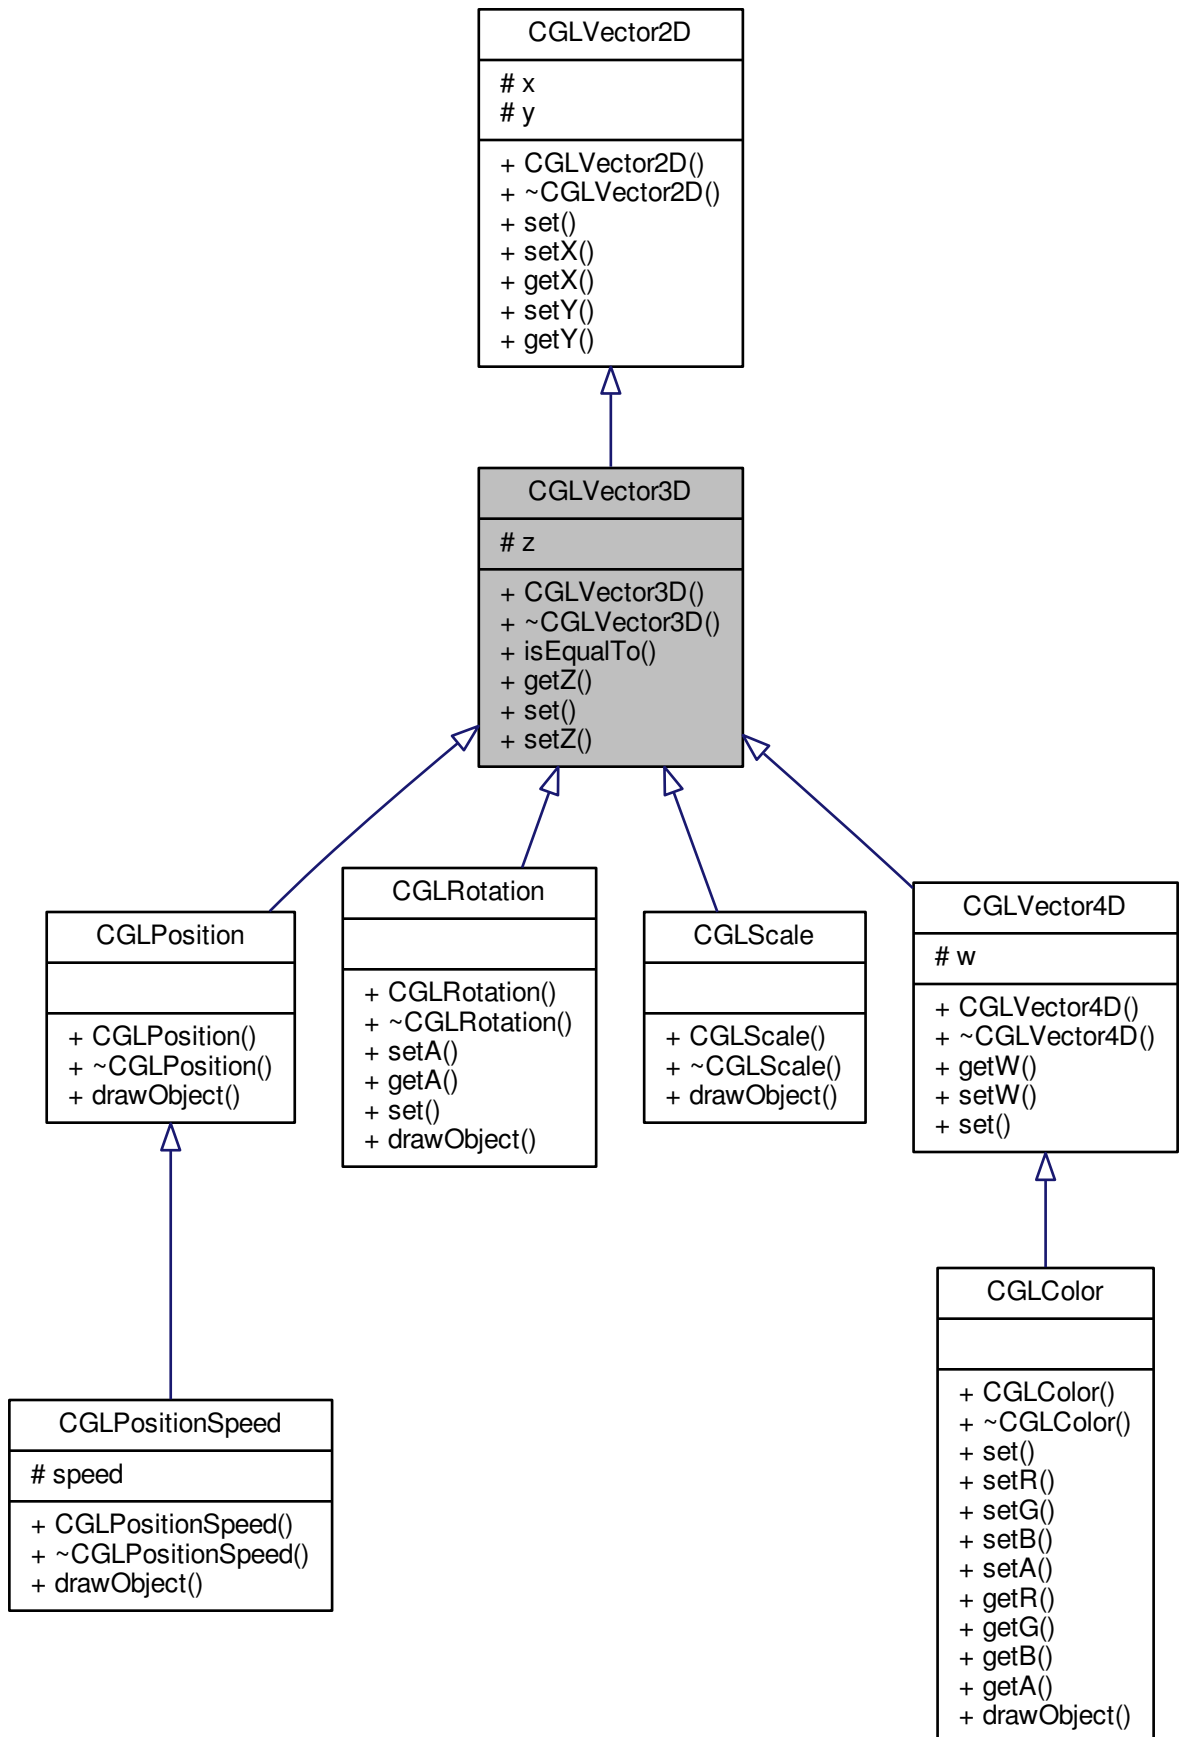 CGLVector2D
# x
# y
+ CGLVector2D()
+ ~CGLVector2D()
+ set()
+ setX()
+ getX()
+ setY()
+ getY()
CGLVector3D
# z
+ CGLVector3D()
+ ~CGLVector3D()
+ isEqualTo()
+ getZ()
+ set()
+ setZ()
CGLPosition
+ CGLPosition()
+ ~CGLPosition()
+ drawObject()
CGLRotation
+ CGLRotation()
+ ~CGLRotation()
+ setA()
+ getA()
+ set()
+ drawObject()
CGLScale
+ CGLScale()
+ ~CGLScale()
+ drawObject()
CGLVector4D
# w
+ CGLVector4D()
+ ~CGLVector4D()
+ getW()
+ setW()
+ set()
CGLPositionSpeed
# speed
+ CGLPositionSpeed()
+ ~CGLPositionSpeed()
+ drawObject()
CGLColor
+ CGLColor()
+ ~CGLColor()
+ set()
+ setR()
+ setG()
+ setB()
+ setA()
+ getR()
+ getG()
+ getB()
+ getA()
+ drawObject()